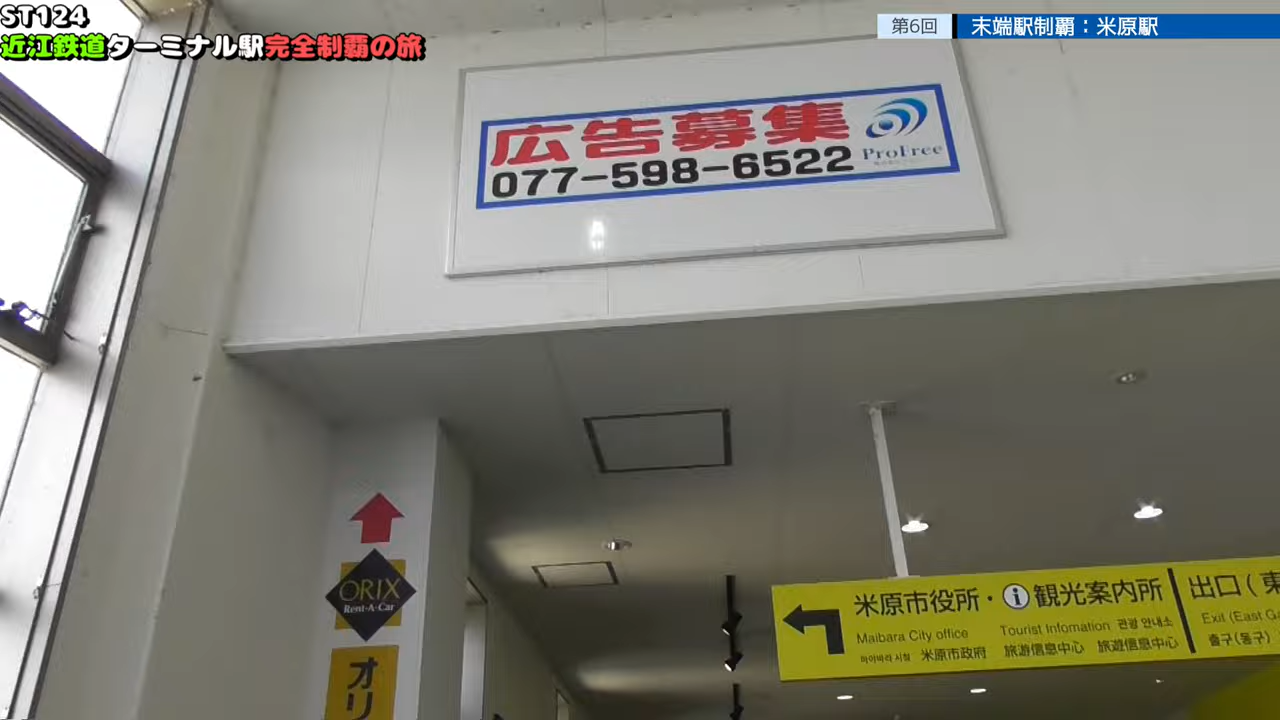 ST124
近江鉄道ターミナル駅完全制覇の旅
第6回 末端駅制覇：米原駅
広告募集
077-598-6522
ProFree
ORIX
Rent-A-Car
オリ
米原市役所・ i 観光案内所
Maibara City office Tourist Infomation 관광 안내소
마이바라 시청 米原市政府 旅游信息中心 旅遊信息中心
出口(東
Exit (East Ga
출구(동구)